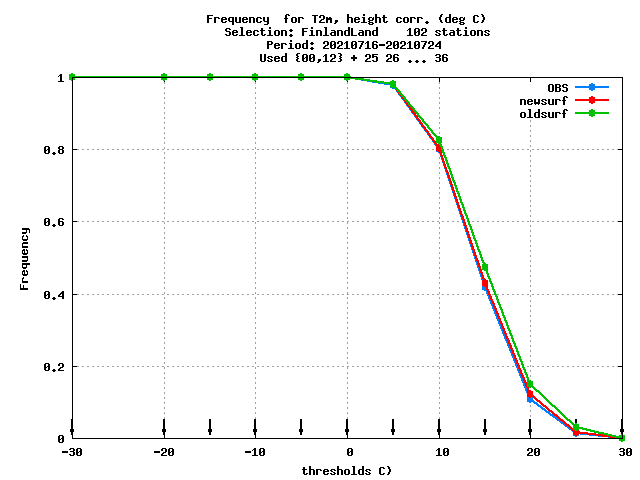 Frequency  for T2m, height corr. (deg C)
Selection: FinlandLand    102 stations
Period: 20210716-20210724
Used {00,12} + 25 26 ... 36
OBS
newsurf
oldsurf
1
0.8
0.6
0.4
0.2
0
Frequency
-30 -20 -10 0 10 20 30
thresholds C)